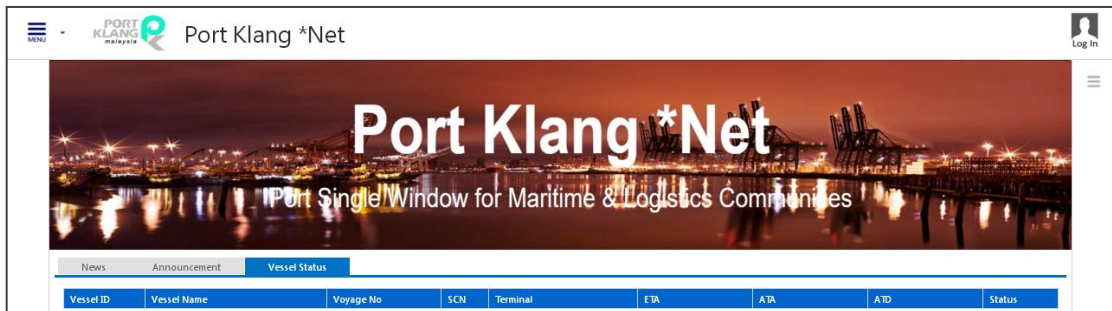 MENU
PORT
KLANG
malaysia
Port Klang *Net
Log In
Port Klang *Net
Port Single Window for Maritime & Logistics Communities
News Announcement Vessel Status
Vessel ID Vessel Name Voyage No SCN Terminal ETA ATA ATD Status